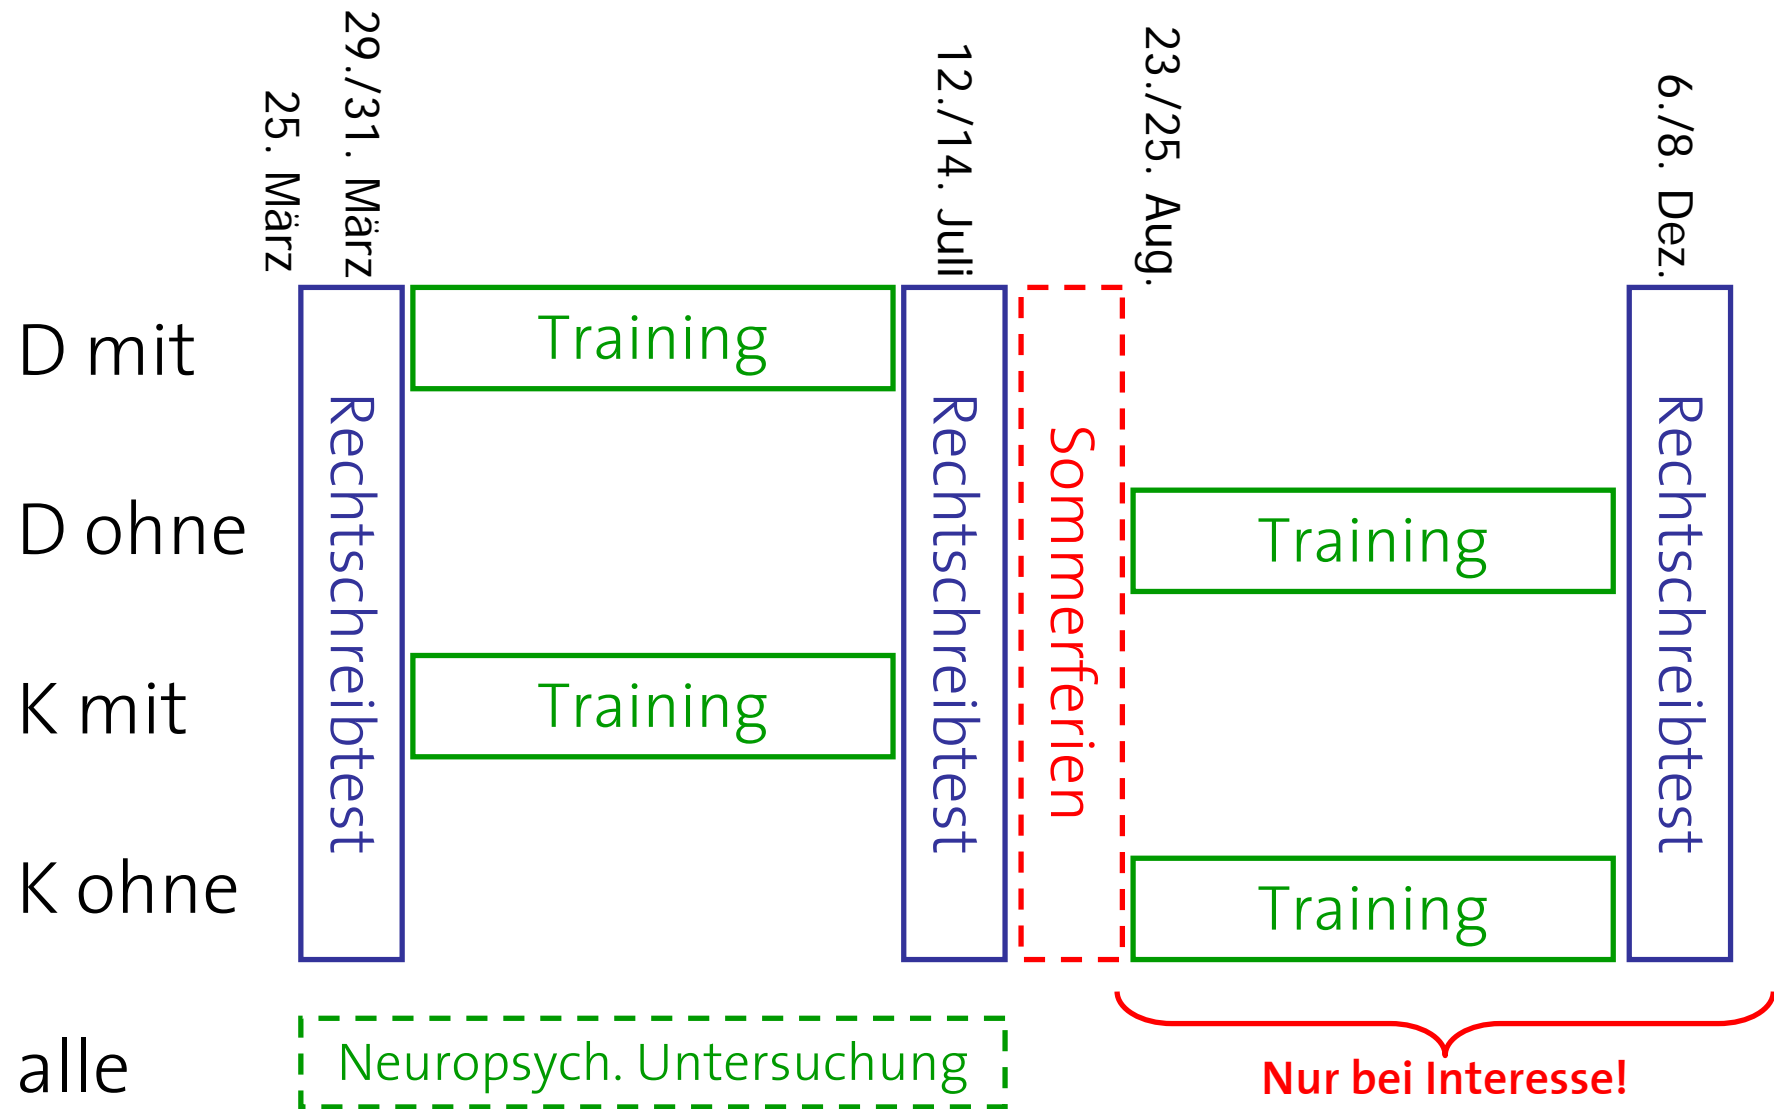 25. März
29./31. März
12./14. Juli
23./25. Aug.
6./8. Dez.
D mit
D ohne
K mit
K ohne
alle
Rechtschreibtest
Training
Training
Rechtschreibtest
Sommerferien
Training
Training
Rechtschreibtest
Neuropsych. Untersuchung
Nur bei Interesse!